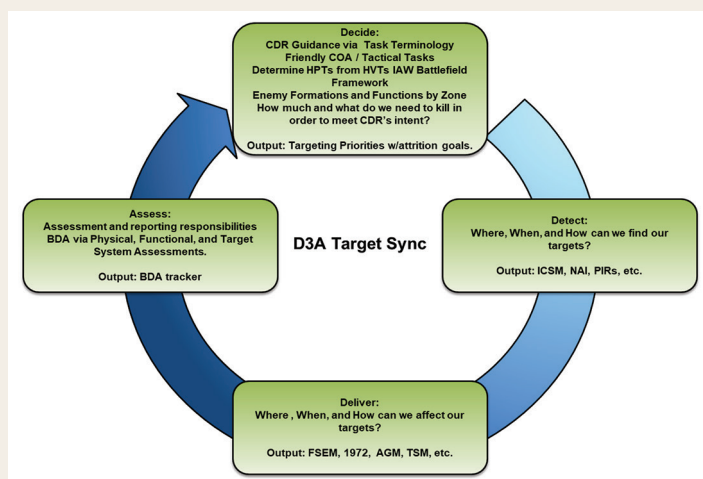 Decide:
CDR Guidance via Task Terminology
Friendly COA / Tactical Tasks
Determine HPTs from HVTs IAW Battlefield
Framework
Enemy Formations and Functions by Zone
How much and what do we need to kill in
order to meet CDR's intent?
Output: Targeting Priorities w/attrition goals.
Assess:
Assessment and reporting responsibilities
BDA via Physical, Functional, and Target
System Assessments.
Output: BDA tracker
D3A Target Sync
Detect:
Where, When, and How can we find our
targets?
Output: ICSM, NAI, PIRs, etc.
Deliver:
Where , When, and How can we affect our
targets?
Output: FSEM, 1972, AGM, TSM, etc.